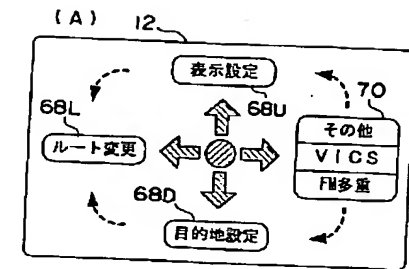 (A) 12
表示設定
70
68L
68U
その他
ルート変更
VICS
FM多重
68D
目的地設定